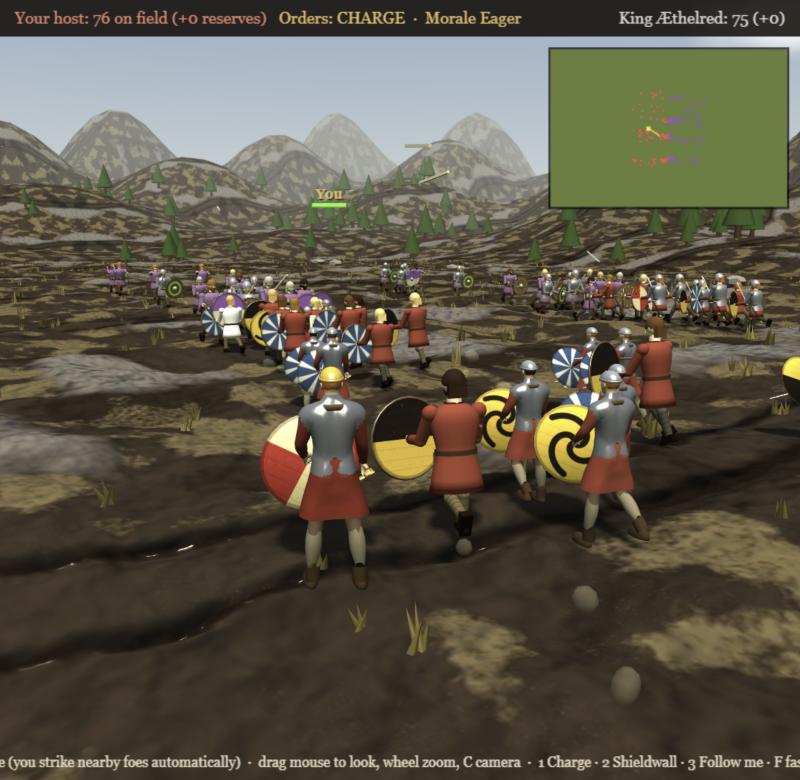 Your host: 76 on field (+0 reserves) Orders: CHARGE · Morale Eager King Æthelred: 75 (+0)
You
(you strike nearby foes automatically) · drag mouse to look, wheel zoom, C camera · 1 Charge · 2 Shieldwall · 3 Follow me · F